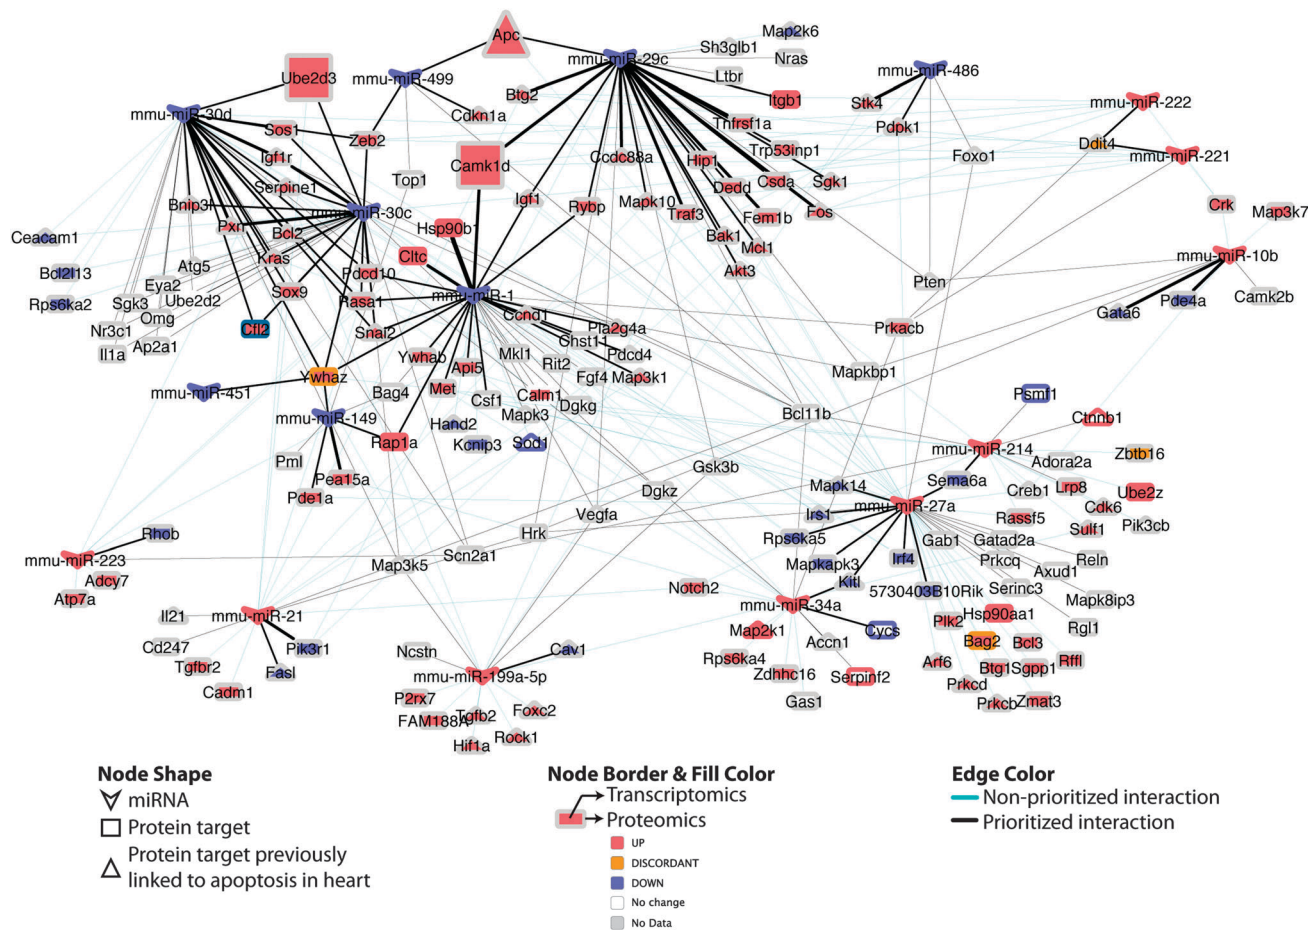 Apc
Map2k6
Sh3glb1
mmu-miR-29c
Nras
Ube2d3
mmu-miR-499
Ltbr
mmu-miR-486
Btg2
Itgb1
Stk4
mmu-miR-222
mmu-miR-30d
Cdkn1a
Tnfrsf1a
Pdpk1
Sos1
Zeb2
Ddit4
Trp53inp1
Igf1r
Camk1d
Ccdc88a
Hip1
Foxo1
mmu-miR-221
Serpine1
Top1
Csda
Sgk1
Dedd
Bnip3l
Igf1
Rybp
Mapk10
Traf3
Fem1b
Fos
Crk
Map3k7
mmu-miR-30c
Pxn
Bcl2
Hsp90b1
Bak1
Ceacam1
Mcl1
Cltc
Kras
Atg5
Akt3
mmu-miR-10b
Bcl2l13
Pdcd10
Eya2
Pten
Rps6ka2
Sgk3
Ube2d2
Sox9
Rasa1
mmu-miR-1
Pde4a
Camk2b
Gata6
Omg
Ccnd1
Nr3c1
Cfl2
Snai2
Pla2g4a
Prkacb
Il1a
Ap2a1
Chst11
Ywhab
Mkl1
Pdcd4
Rit2
Api5
Fgf4
Map3k1
Mapkbp1
Ywhaz
Met
mmu-miR-451
Bag4
Csf1
Calm1
Dgkg
Psmf1
Mapk3
Bcl11b
mmu-miR-149
Hand2
Ctnnb1
Rap1a
Kcnip3
Sod1
mmu-miR-214
Zbtb16
Pml
Gsk3b
Adora2a
Pea15a
Mapk14
Sema6a
Dgkz
Creb1
Lrp8
Ube2z
Pde1a
mmu-miR-27a
Cdk6
Vegfa
Irs1
Rassf5
Rhob
Hrk
Rps6ka5
Sulf1
Pik3cb
Gab1
Gatad2a
mmu-miR-223
Scn2a1
Irf4
Map3k5
Mapkapk3
Prkcq
Reln
Adcy7
Notch2
Kitl
Axud1
Atp7a
5730403B10Rik
Serinc3
Mapk8ip3
Il21
mmu-miR-21
mmu-miR-34a
Hsp90aa1
Plk2
Rgl1
Map2k1
Cycs
Cd247
Pik3r1
Ncstn
Cav1
Accn1
Bag2
Bcl3
Rps6ka4
Tgfbr2
Fasl
mmu-miR-199a-5p
Zdhhc16
Serpinf2
Arf6
Btg1
Sgpp1
Rffl
Cadm1
P2rx7
Gas1
Prkcd
FAM188A
Tgfb2
Foxc2
Prkcb
Zmat3
Hif1a
Rock1
Node Shape
miRNA
Protein target
Protein target previously
linked to apoptosis in heart
Node Border & Fill Color
Transcriptomics
Proteomics
UP
DISCORDANT
DOWN
No change
No Data
Edge Color
Non-prioritized interaction
Prioritized interaction